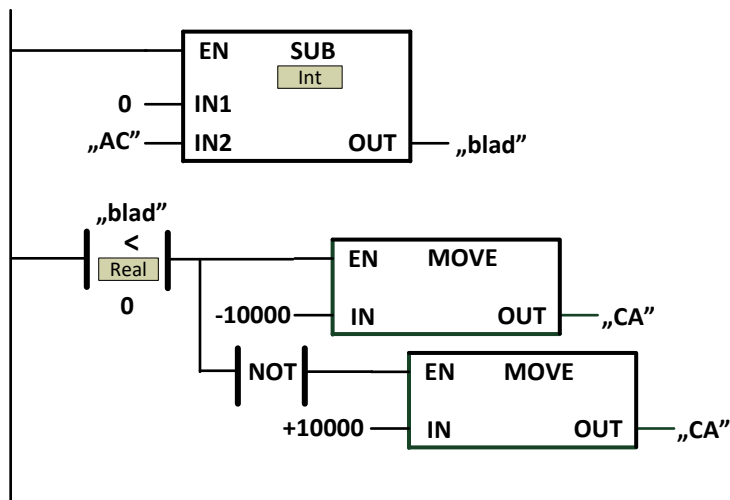 EN SUB
Int
0 IN1
„AC” IN2 OUT „blad”
„blad”
<
Real
0
EN MOVE
-10000 IN OUT „CA”
NOT
EN MOVE
+10000 IN OUT „CA”